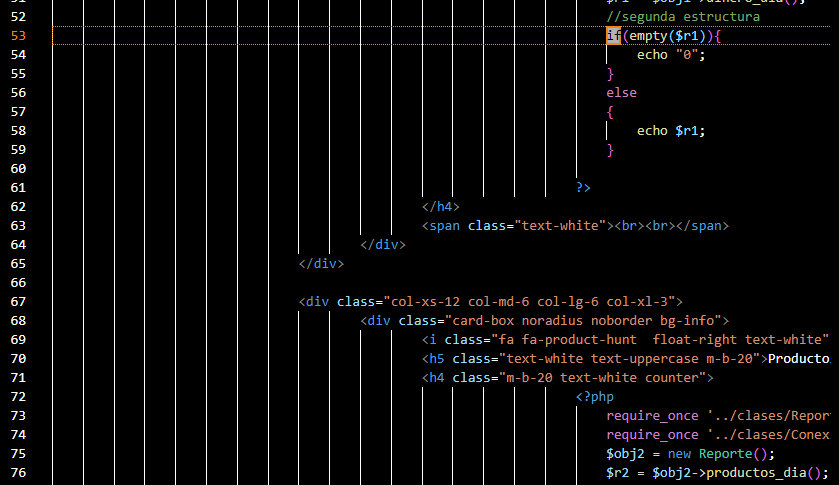 51 $r1 = $obj1->dinero_dia();
52 //segunda estructura
53 if(empty($r1)){
54 echo "0";
55 }
56 else
57 {
58 echo $r1;
59 }
60
61 ?>
62 </h4>
63 <span class="text-white"><br><br></span>
64 </div>
65 </div>
66
67 <div class="col-xs-12 col-md-6 col-lg-6 col-xl-3">
68 <div class="card-box noradius noborder bg-info">
69 <i class="fa fa-product-hunt  float-right text-white"
70 <h5 class="text-white text-uppercase m-b-20">Producto
71 <h4 class="m-b-20 text-white counter">
72 <?php
73 require_once '../clases/Repor
74 require_once '../clases/Conex
75 $obj2 = new Reporte();
76 $r2 = $obj2->productos_dia();